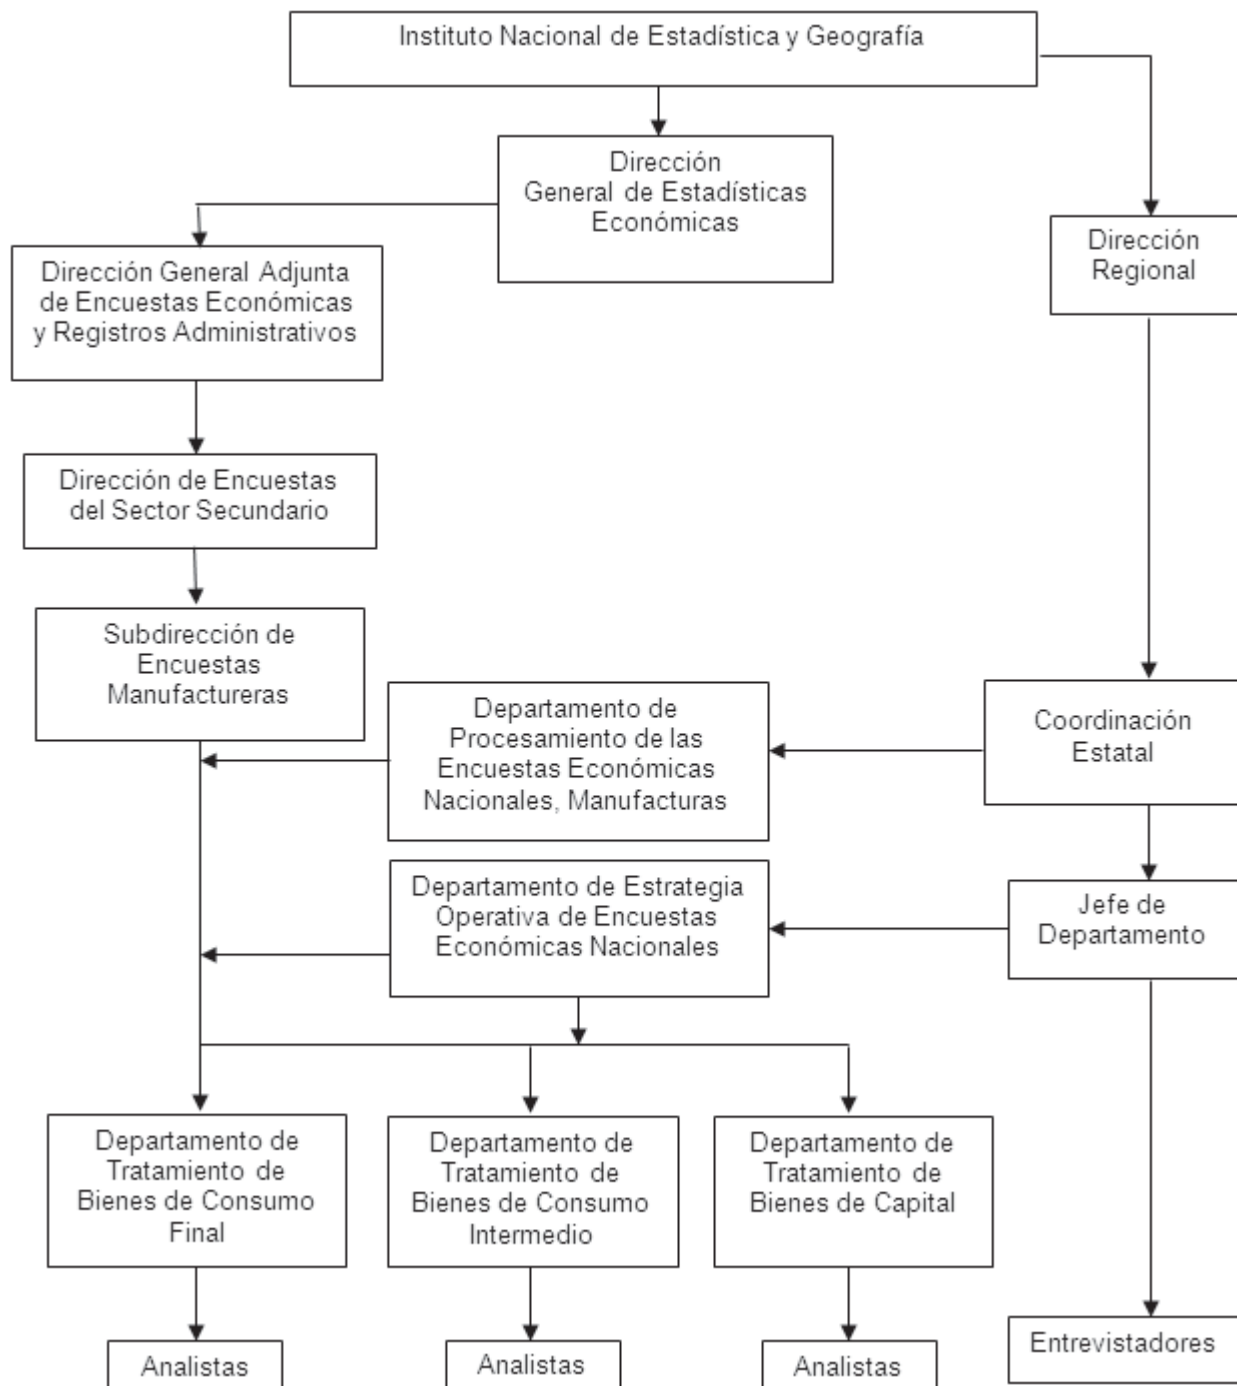 Instituto Nacional de Estadística y Geografía
Dirección
General de Estadísticas
Económicas
Dirección
Regional
Dirección General Adjunta
de Encuestas Económicas
y Registros Administrativos
Dirección de Encuestas
del Sector Secundario
Subdirección de
Encuestas
Manufactureras
Departamento de
Procesamiento de las
Encuestas Económicas
Nacionales, Manufacturas
Coordinación
Estatal
Departamento de Estrategia
Operativa de Encuestas
Económicas Nacionales
Jefe de
Departamento
Departamento de
Tratamiento de
Bienes de Consumo
Final
Departamento de
Tratamiento de
Bienes de Consumo
Intermedio
Departamento de
Tratamiento de
Bienes de Capital
Analistas
Analistas
Analistas
Entrevistadores